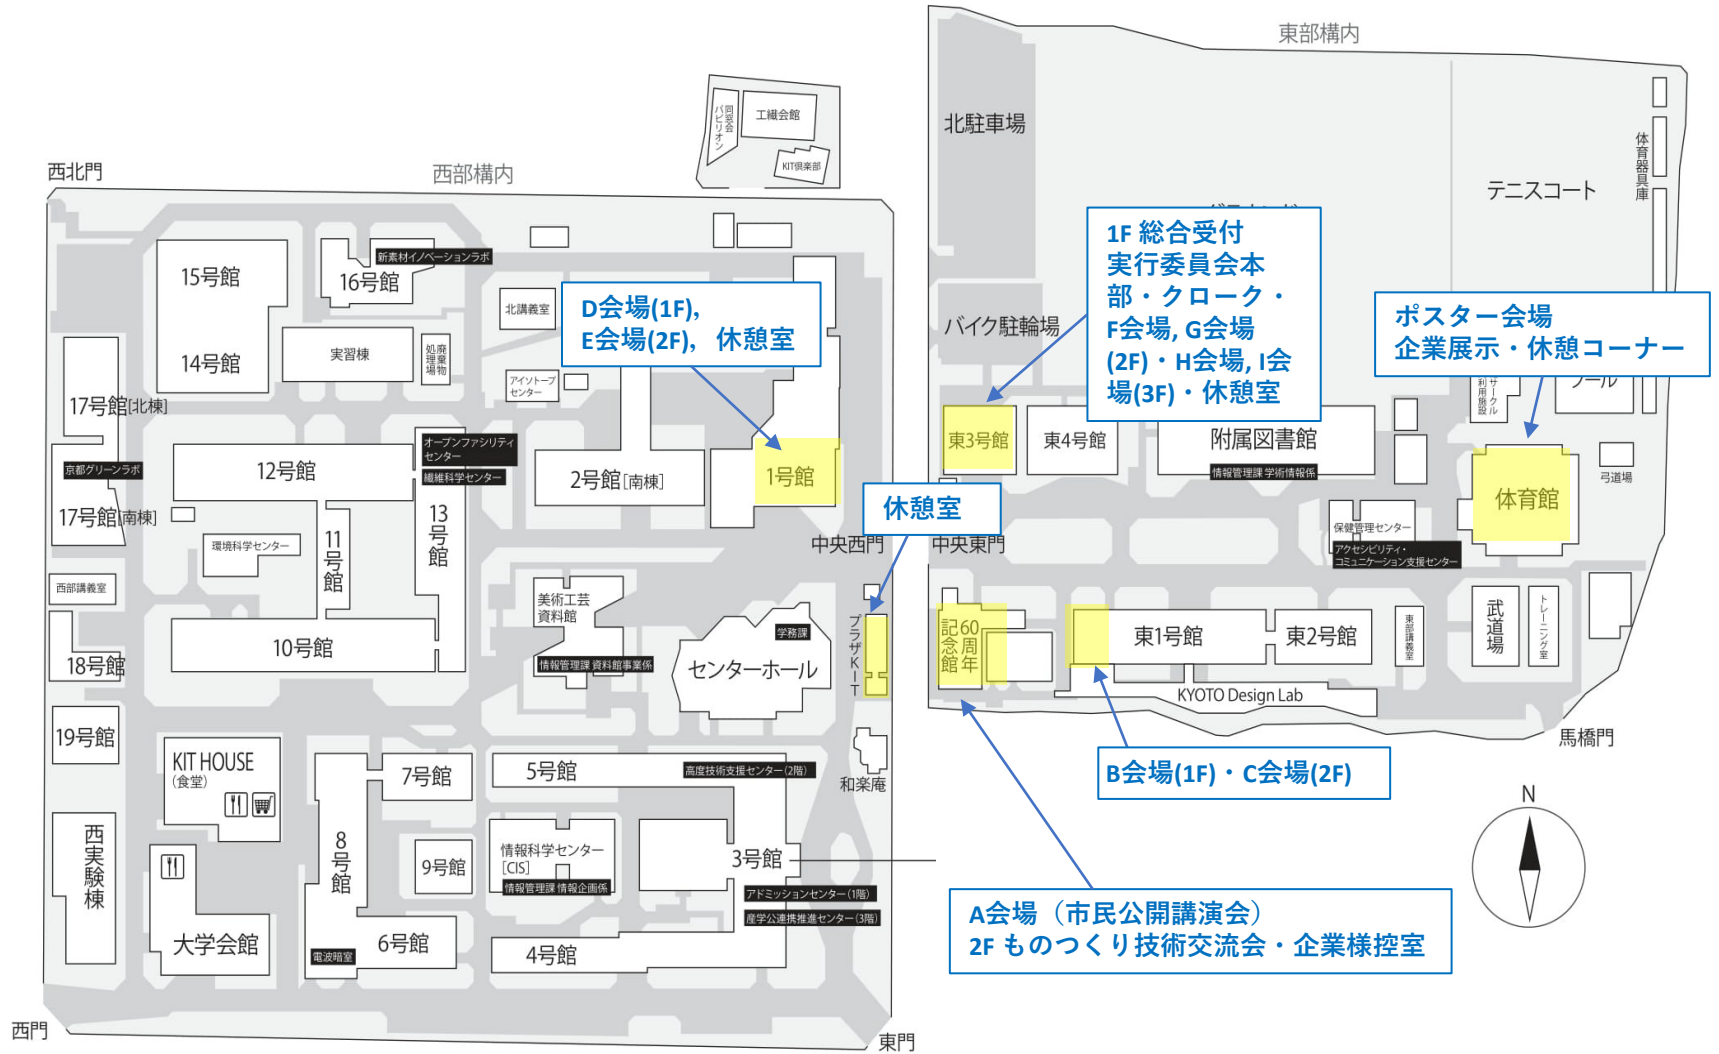 東部構内
同窓会
パビリオン
工繊会館
KIT倶楽部
北駐車場
体育器具庫
テニスコート
西北門
西部構内
15号館
新素材イノベーションラボ
16号館
北講義室
D会場(1F),
E会場(2F), 休憩室
1F 総合受付
実行委員会本
部・クローク・
F会場, G会場
(2F)・H会場, I会
場(3F)・休憩室
ポスター会場
企業展示・休憩コーナー
バイク駐輪場
14号館
実習棟
廃棄物
処理場
アイソトープ
センター
サークル
利用施設
プール
17号館[北棟]
京都グリーンラボ
17号館[南棟]
12号館
オープンファシリティ
センター
繊維科学センター
13号館
2号館[南棟]
1号館
東3号館
東4号館
附属図書館
情報管理課 学術情報係
体育館
弓道場
休憩室
中央西門
中央東門
保健管理センター
アクセシビリティ・
コミュニケーション支援センター
環境科学センター
11号館
西部講義室
10号館
18号館
美術工芸
資料館
情報管理課 資料館事業係
学務課
センターホール
プラザKIT
60周年
記念館
東1号館
東2号館
東部講義室
武道場
トレーニング室
KYOTO Design Lab
馬橋門
19号館
KIT HOUSE
(食堂)
7号館
5号館
高度技術支援センター(2階)
和楽庵
B会場(1F)・C会場(2F)
N
西実験棟
8号館
9号館
情報科学センター
[CIS]
情報管理課 情報企画係
3号館
アドミッションセンター(1階)
産学公連携推進センター(3階)
大学会館
電波暗室
6号館
4号館
A会場（市民公開講演会）
2F ものつくり技術交流会・企業様控室
西門
東門